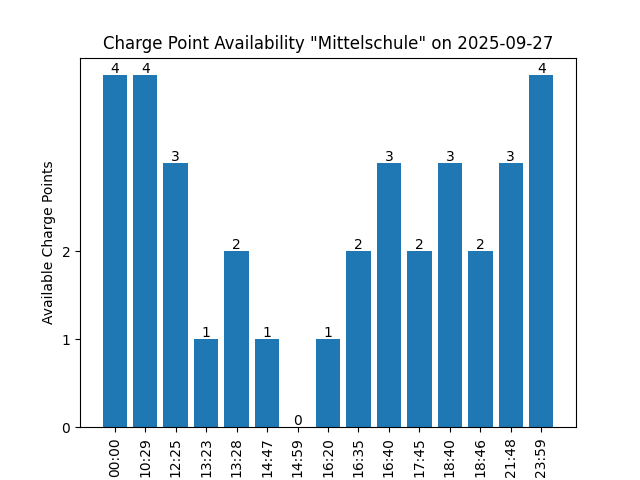 Charge Point Availability "Mittelschule" on 2025-09-27
4 4 3 1 2 1 0 1 2 3 2 3 2 3 4
Available Charge Points
2
1
0
00:00 10:29 12:25 13:23 13:28 14:47 14:59 16:20 16:35 16:40 17:45 18:40 18:46 21:48 23:59